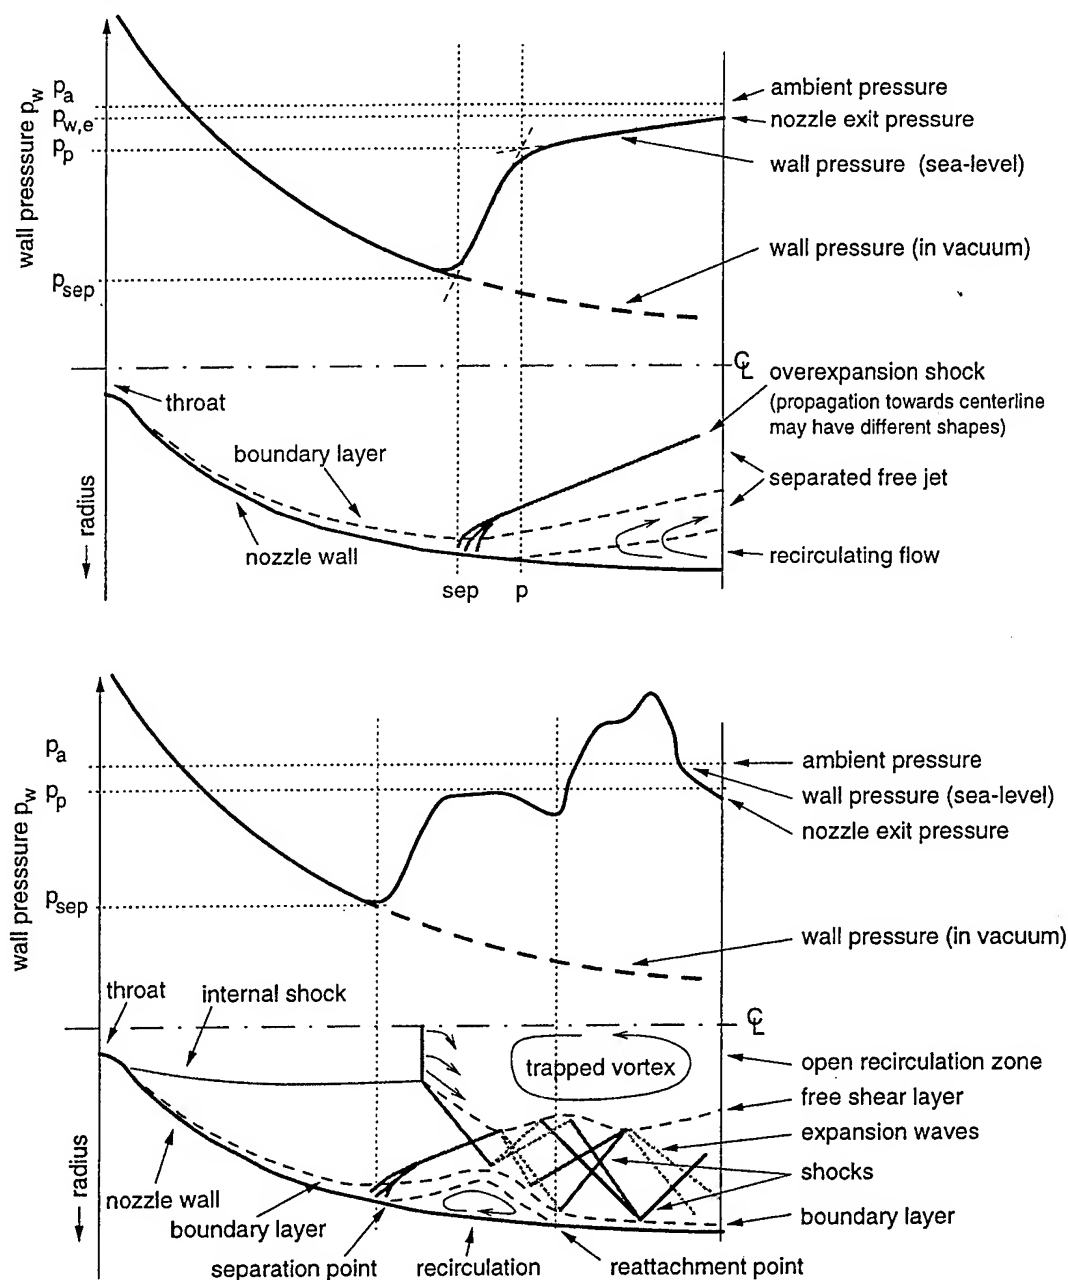 wall presssure p_w
p_a
p_w,e
p_p
p_sep
ambient pressure
nozzle exit pressure
wall pressure (sea-level)
wall pressure (in vacuum)
℄
throat
overexpansion shock
(propagation towards centerline
may have different shapes)
boundary layer
separated free jet
radius
nozzle wall
recirculating flow
sep
p
wall presssure p_w
p_a
p_p
p_sep
ambient pressure
wall pressure (sea-level)
nozzle exit pressure
wall pressure (in vacuum)
throat
internal shock
℄
trapped vortex
open recirculation zone
free shear layer
expansion waves
shocks
radius
nozzle wall
boundary layer
boundary layer
separation point
recirculation
reattachment point